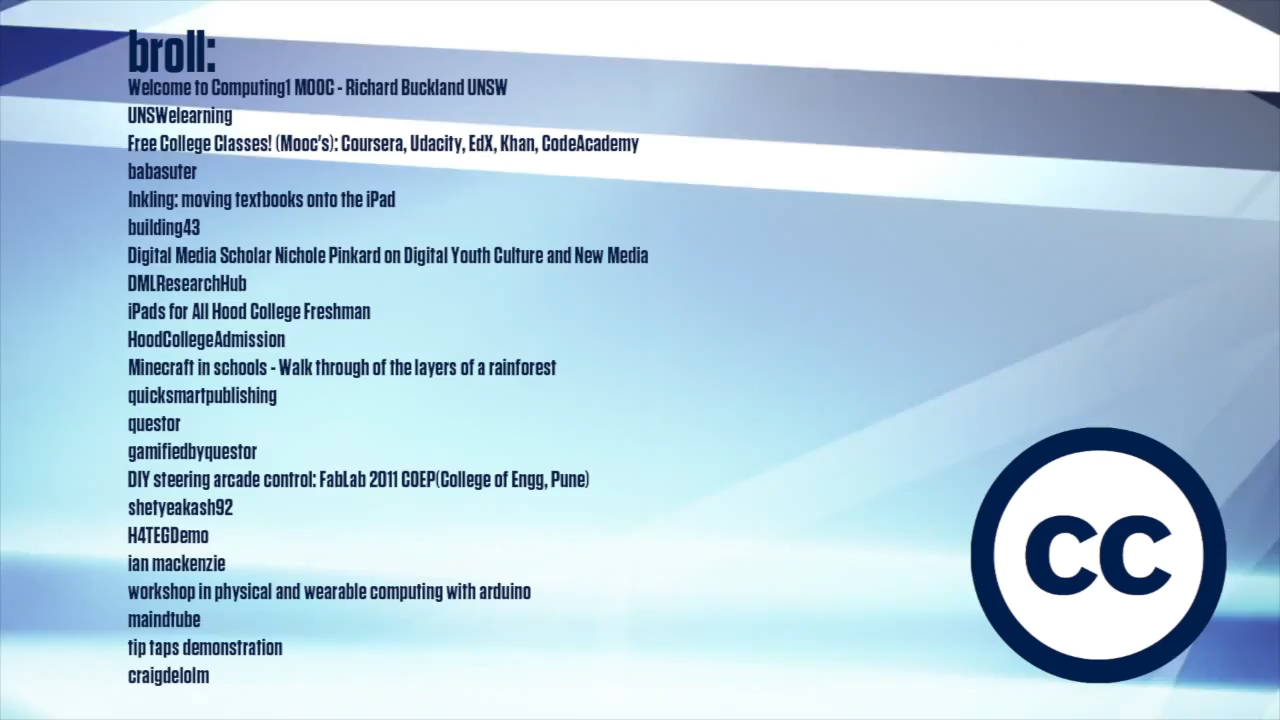 broll:
Welcome to Computing1 MOOC - Richard Buckland UNSW
UNSWelearning
Free College Classes! (Mooc's): Coursera, Udacity, EdX, Khan, CodeAcademy
babasuter
Inkling: moving textbooks onto the iPad
building43
Digital Media Scholar Nichole Pinkard on Digital Youth Culture and New Media
DMLResearchHub
iPads for All Hood College Freshman
HoodCollegeAdmission
Minecraft in schools - Walk through of the layers of a rainforest
quicksmartpublishing
questor
gamifiedbyquestor
DIY steering arcade control: FabLab 2011 COEP(College of Engg, Pune)
shetyeakash92
H4TEGDemo
ian mackenzie
workshop in physical and wearable computing with arduino
maindtube
tip taps demonstration
craigdelolm
CC